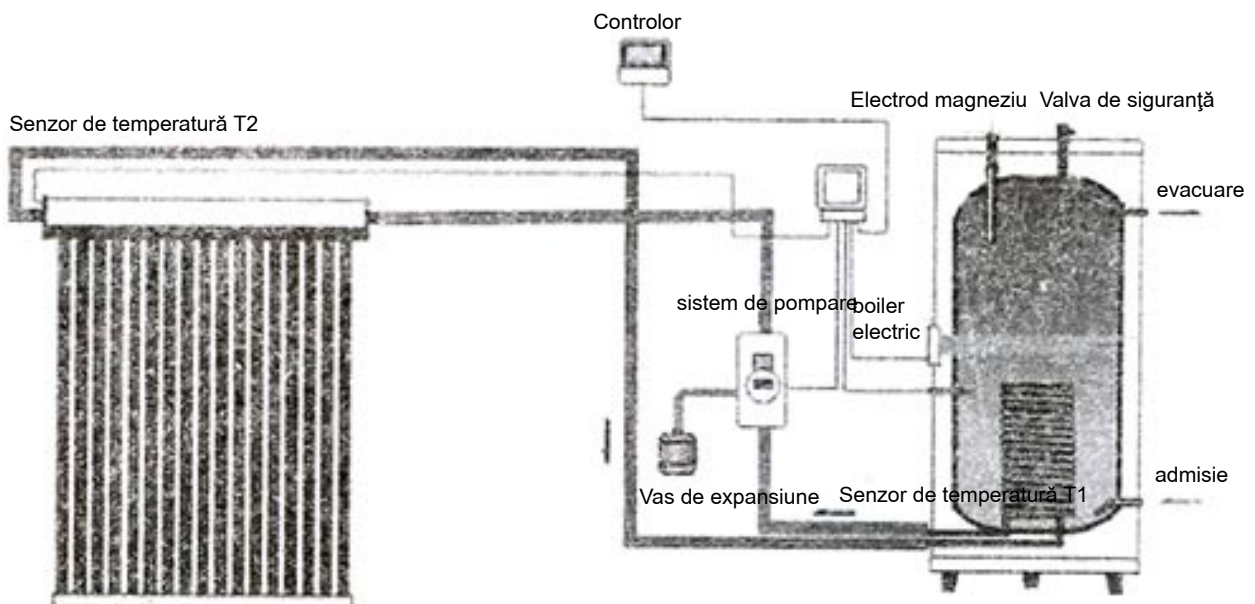 Controlor
Electrod magneziu
Valva de siguranţă
Senzor de temperatură T2
evacuare
sistem de pompare
boiler
electric
admisie
Vas de expansiune
Senzor de temperatură T1